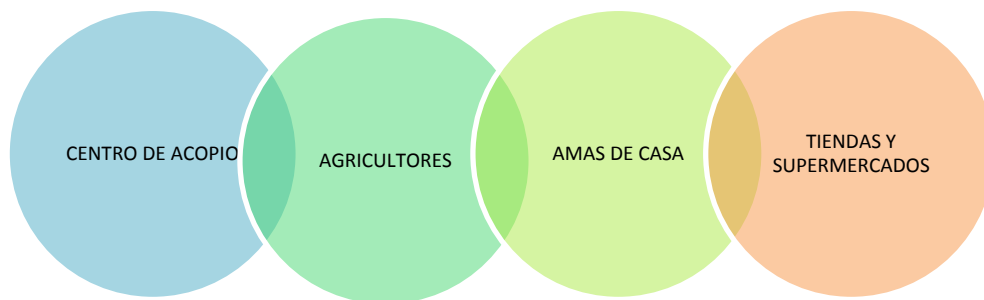 CENTRO DE ACOPIO
AGRICULTORES
AMAS DE CASA
TIENDAS Y
SUPERMERCADOS